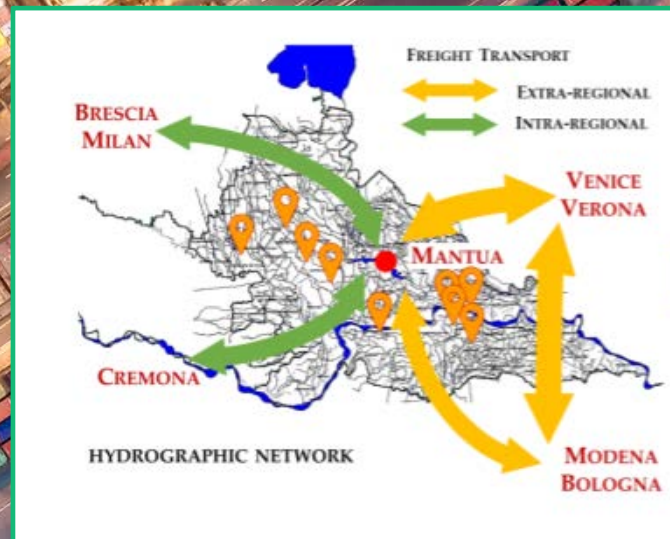 FREIGHT TRANSPORT
EXTRA-REGIONAL
INTRA-REGIONAL
BRESCIA
MILAN
VENICE
VERONA
MANTUA
CREMONA
HYDROGRAPHIC NETWORK
MODENA
BOLOGNA